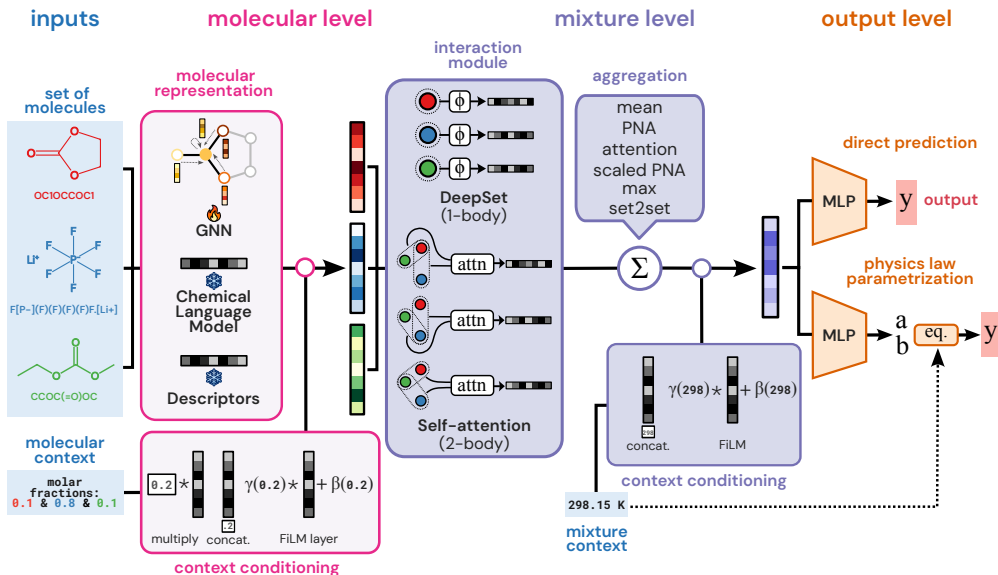 inputs
molecular level
mixture level
output level
set of
molecules
O
O
O
OC1OCCOC1
Li⁺
F
F
F
P-
F
F
F
F[P-](F)(F)(F)(F)F.[Li+]
O
O
O
CCOC(=O)OC
molecular
context
molar
fractions:
0.1 & 0.8 & 0.1
molecular
representation
GNN
Chemical
Language
Model
Descriptors
0.2 *
.2
γ(0.2) * + β(0.2)
multiply
concat.
FiLM layer
context conditioning
interaction
module
ϕ
ϕ
ϕ
DeepSet
(1-body)
attn
attn
attn
Self-attention
(2-body)
aggregation
mean
PNA
attention
scaled PNA
max
set2set
Σ
298
γ(298) * + β(298)
concat.
FiLM
context conditioning
298.15 K
mixture
context
direct prediction
MLP
y
output
physics law
parametrization
MLP
a
b
eq.
y